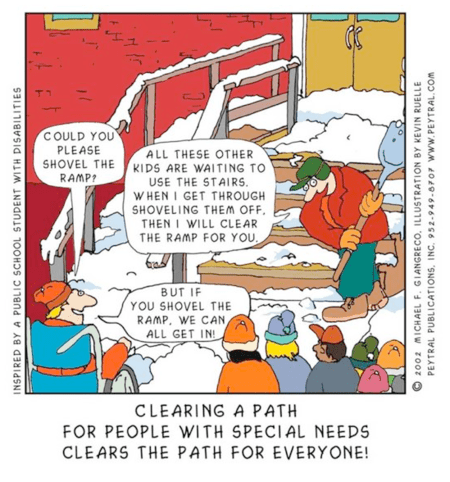 COULD YOU
PLEASE
SHOVEL THE
RAMP?
ALL THESE OTHER
KIDS ARE WAITING TO
USE THE STAIRS.
WHEN I GET THROUGH
SHOVELING THEM OFF,
THEN I WILL CLEAR
THE RAMP FOR YOU.
BUT IF
YOU SHOVEL THE
RAMP, WE CAN
ALL GET IN!
INSPIRED BY A PUBLIC SCHOOL STUDENT WITH DISABILITIES
© 2002 MICHAEL F. GIANGRECO, ILLUSTRATION BY KEVIN RUELLE
PEYTRAL PUBLICATIONS, INC. 952-949-8707 WWW.PEYTRAL.COM
CLEARING A PATH
FOR PEOPLE WITH SPECIAL NEEDS
CLEARS THE PATH FOR EVERYONE!